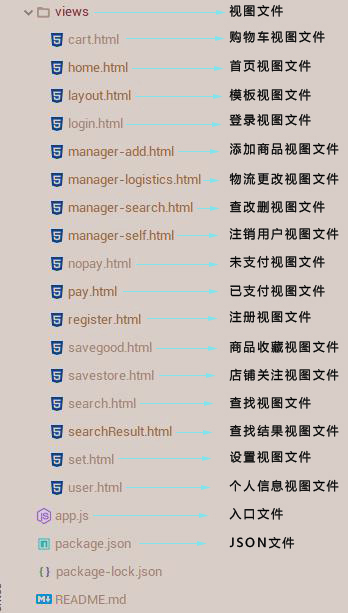 views 视图文件
cart.html 购物车视图文件
home.html 首页视图文件
layout.html 模板视图文件
login.html 登录视图文件
manager-add.html 添加商品视图文件
manager-logistics.html 物流更改视图文件
manager-search.html 查改删视图文件
manager-self.html 注销用户视图文件
nopay.html 未支付视图文件
pay.html 已支付视图文件
register.html 注册视图文件
savegood.html 商品收藏视图文件
savestore.html 店铺关注视图文件
search.html 查找视图文件
searchResult.html 查找结果视图文件
set.html 设置视图文件
user.html 个人信息视图文件
app.js 入口文件
package.json JSON文件
package-lock.json
README.md